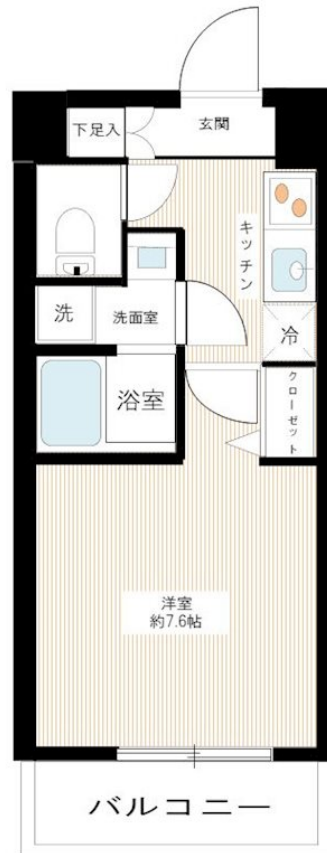 下足入
玄関
キッチン
洗
洗面室
冷
浴室
クローゼット
洋室
約7.6帖
バルコニー